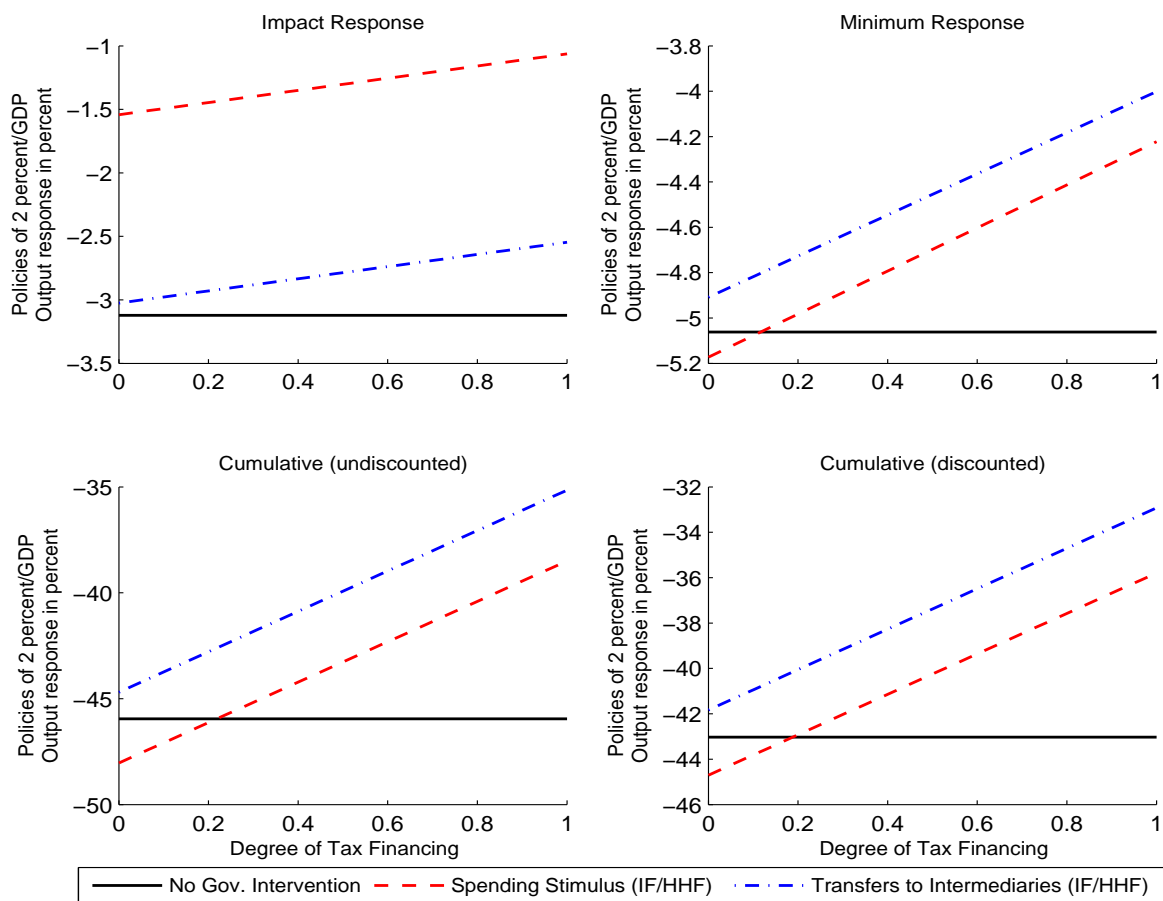 Impact Response
Policies of 2 percent/GDP
Output response in percent
−1
−1.5
−2
−2.5
−3
−3.5
0
0.2
0.4
0.6
0.8
1
Minimum Response
Policies of 2 percent/GDP
Output response in percent
−3.8
−4
−4.2
−4.4
−4.6
−4.8
−5
−5.2
0
0.2
0.4
0.6
0.8
1
Cumulative (undiscounted)
Policies of 2 percent/GDP
Output response in percent
−35
−40
−45
−50
0
0.2
0.4
0.6
0.8
1
Degree of Tax Financing
Cumulative (discounted)
Policies of 2 percent/GDP
Output response in percent
−32
−34
−36
−38
−40
−42
−44
−46
0
0.2
0.4
0.6
0.8
1
Degree of Tax Financing
No Gov. Intervention
Spending Stimulus (IF/HHF)
Transfers to Intermediaries (IF/HHF)